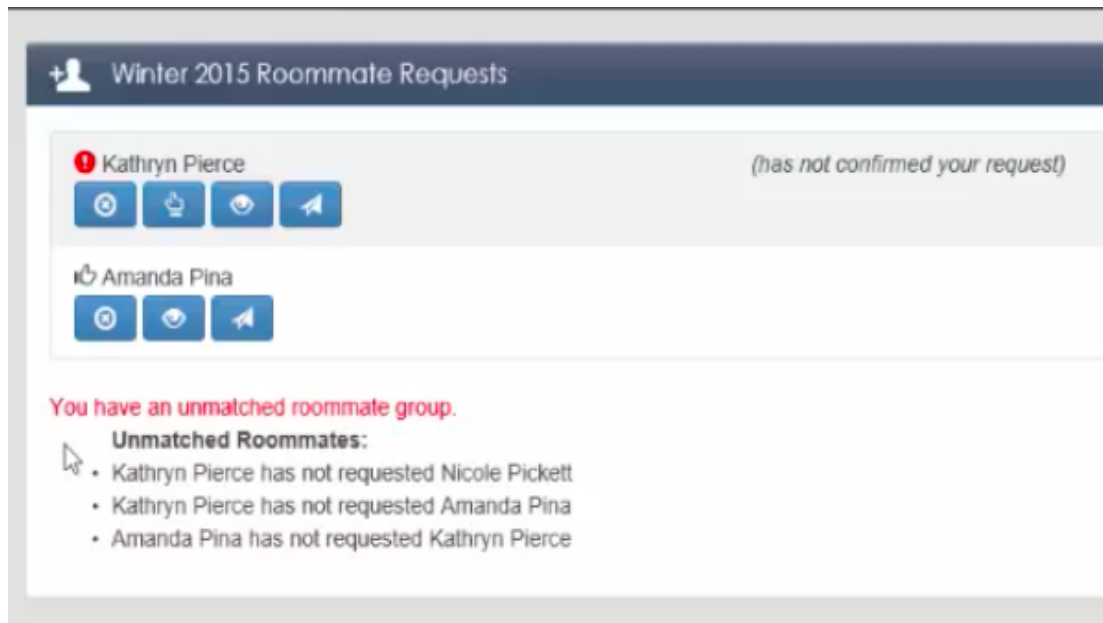 Winter 2015 Roommate Requests
Kathryn Pierce (has not confirmed your request)
Amanda Pina
You have an unmatched roommate group.
Unmatched Roommates:
• Kathryn Pierce has not requested Nicole Pickett
• Kathryn Pierce has not requested Amanda Pina
• Amanda Pina has not requested Kathryn Pierce